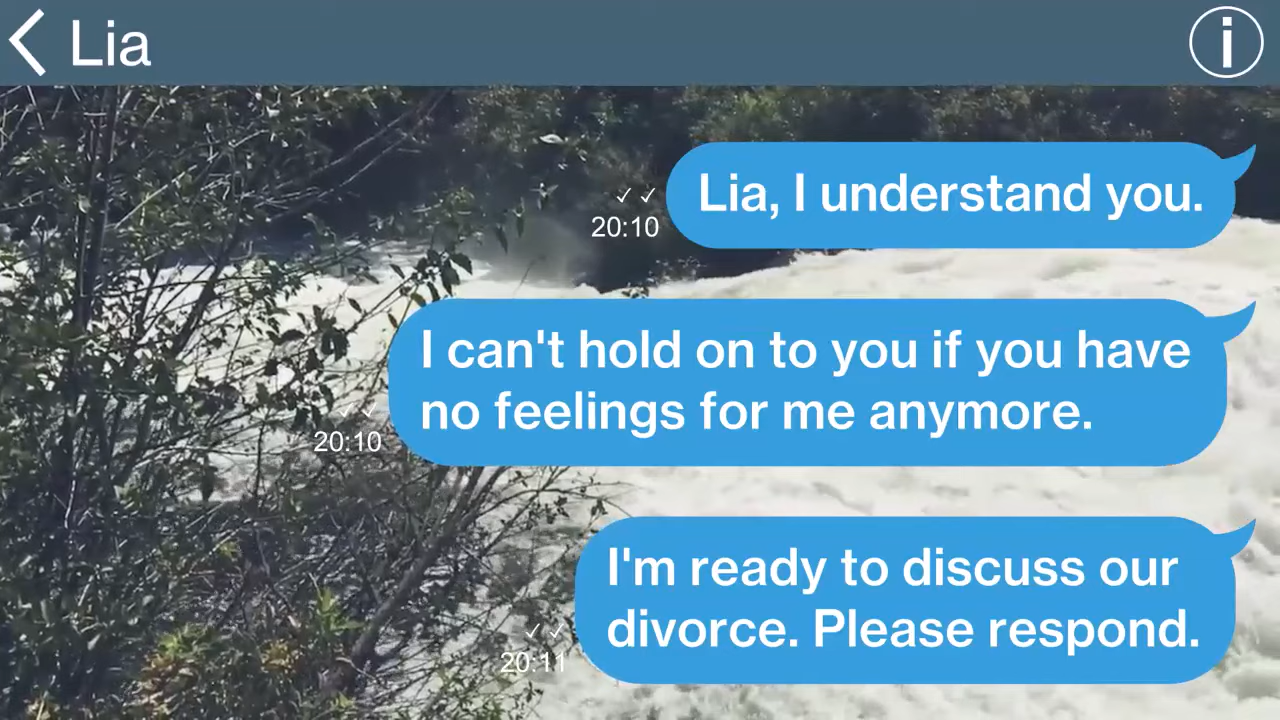 Lia
Lia, I understand you.
20:10
I can't hold on to you if you have
no feelings for me anymore.
20:10
I'm ready to discuss our
divorce. Please respond.
20:11